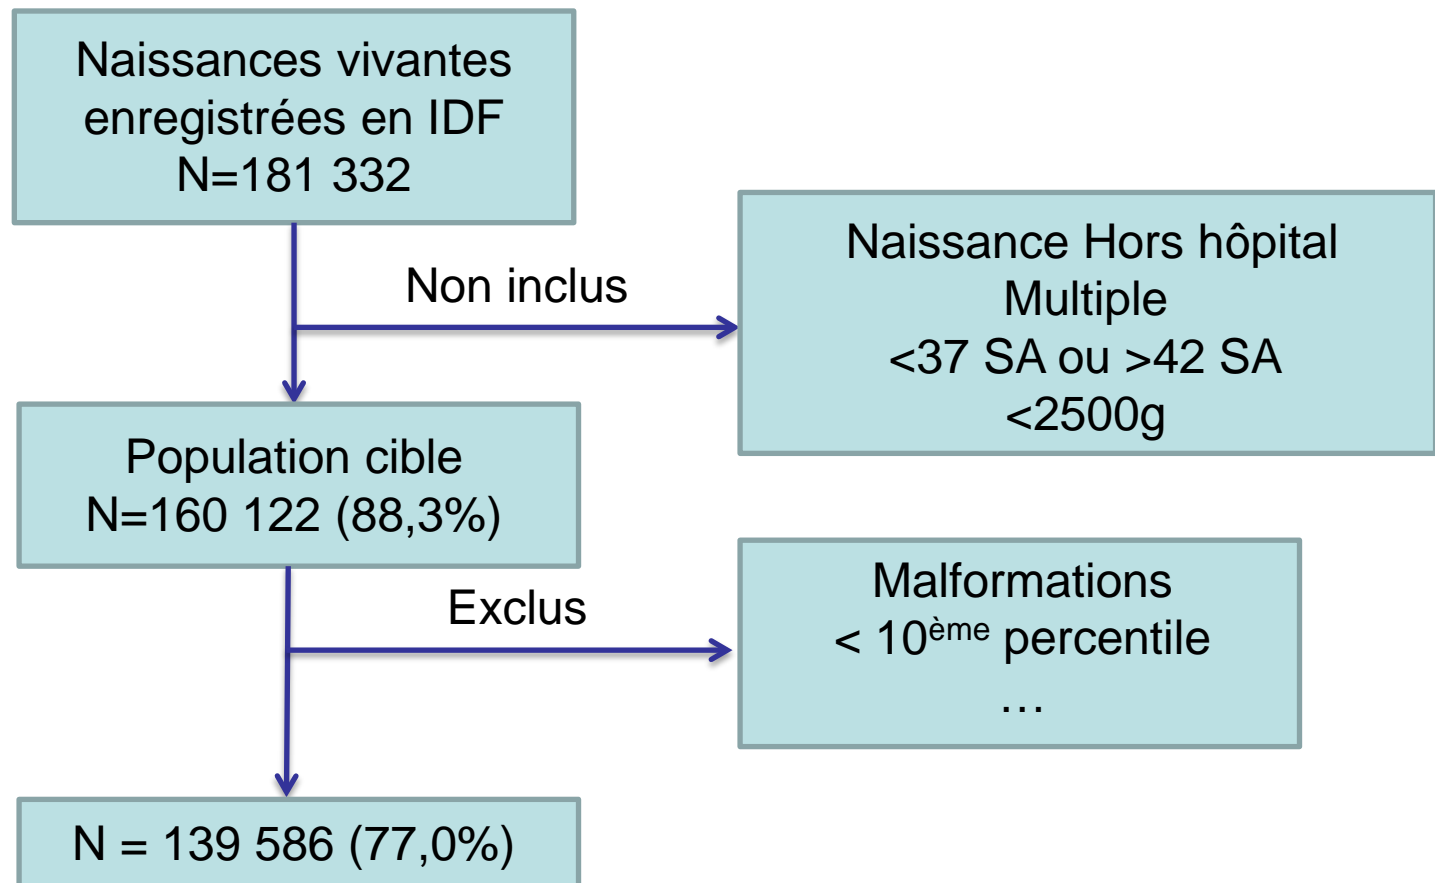 Naissances vivantes
enregistrées en IDF
N=181 332
Non inclus
Naissance Hors hôpital
Multiple
<37 SA ou >42 SA
<2500g
Population cible
N=160 122 (88,3%)
Exclus
Malformations
< 10ème percentile
…
N = 139 586 (77,0%)